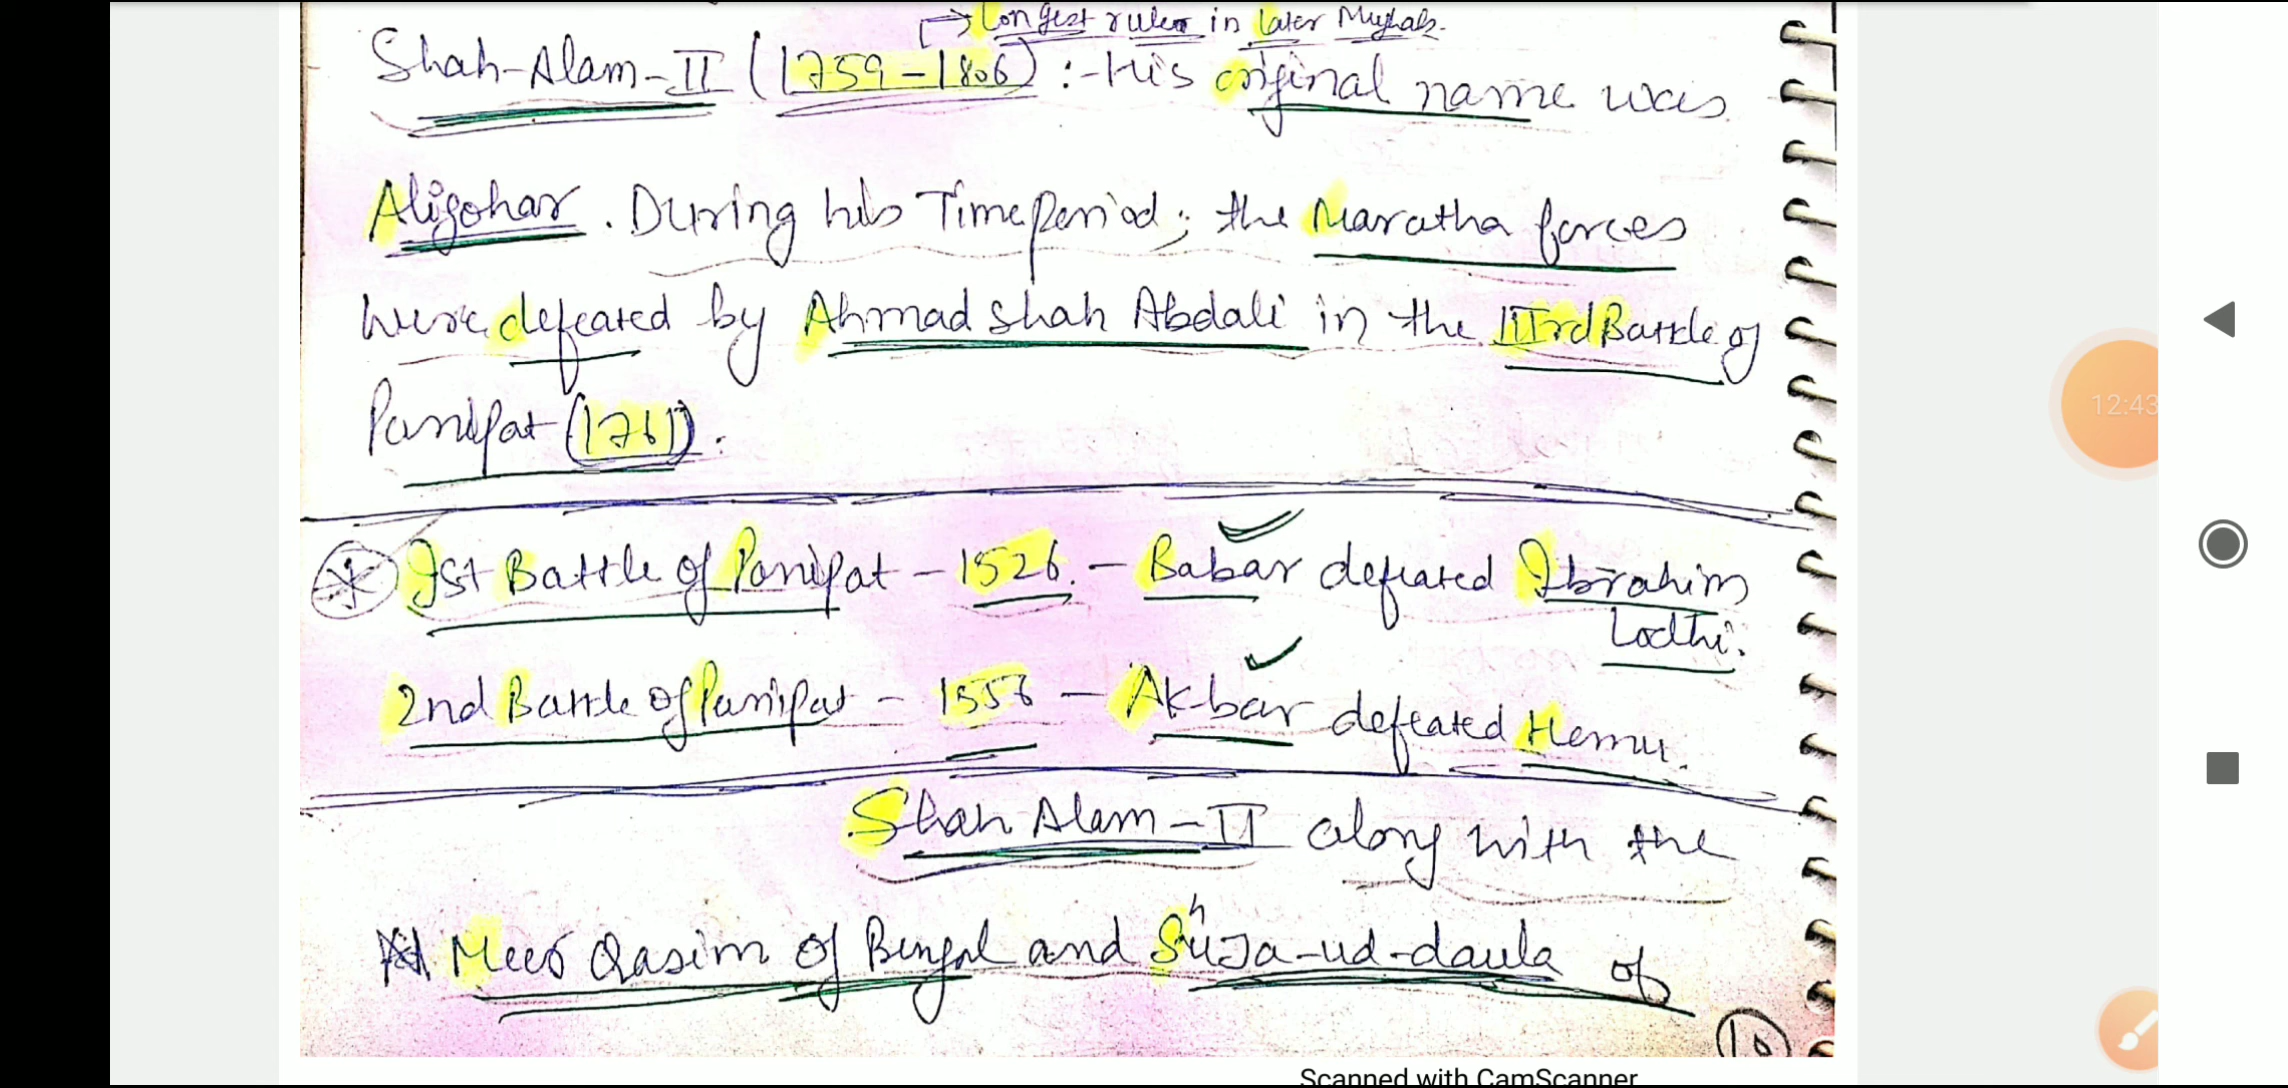 → Longest ruler in later Mughals.
Shah-Alam-II (1759-1806) :- His original name was
Aligohar. During his Time Period; the Maratha forces
were defeated by Ahmad Shah Abdali in the IIIrd Battle of
Panipat (1761).
Ist Battle of Panipat - 1526. - Babar defeated Ibrahim
Lodhi.
2nd Battle of Panipat - 1556 - Akbar defeated Hemu.
Shah Alam-II along with the
Meer Qasim of Bengal and Shuja-ud-daula of
10
Scanned with CamScanner
12:43